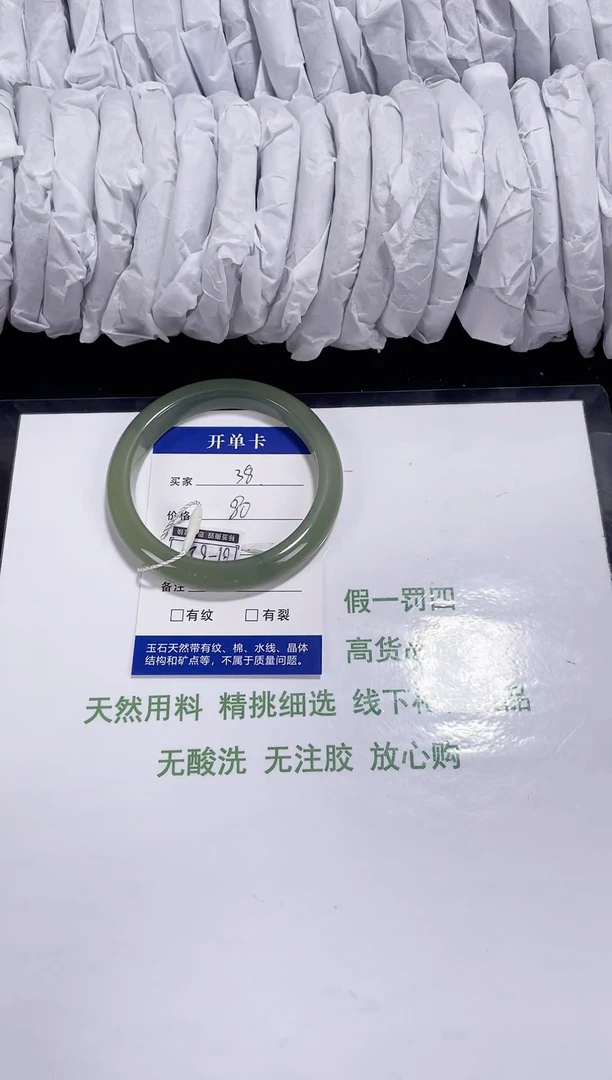 开单卡
买家 38
价格 80
备注
有纹 有裂
玉石天然带有纹、棉、水线、晶体
结构和矿点等，不属于质量问题。
假一罚四
高货
天然用料 精挑细选 线下 品
无酸洗 无注胶 放心购